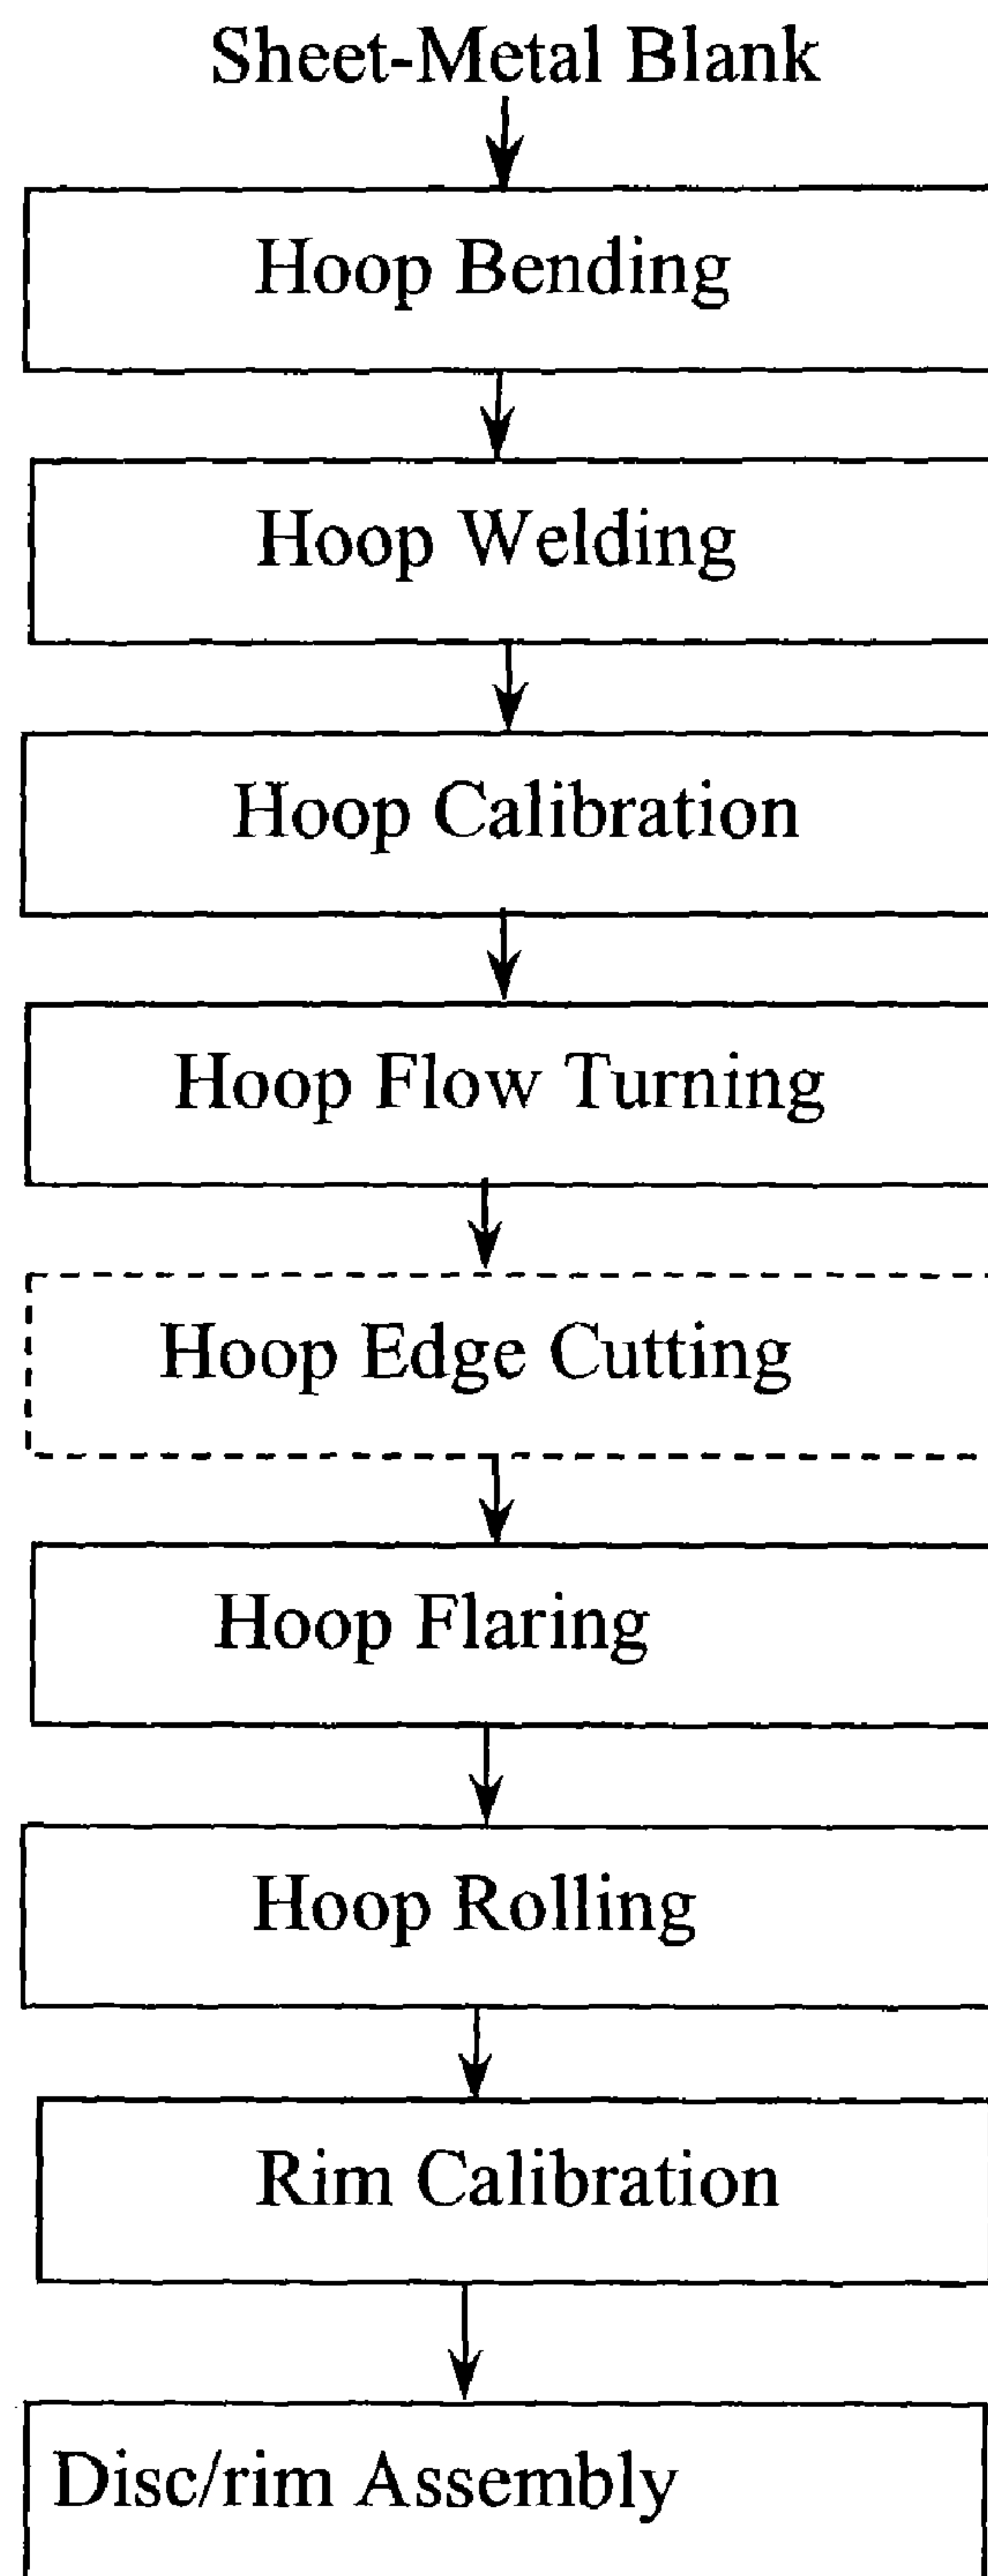 Sheet-Metal Blank
Hoop Bending
Hoop Welding
Hoop Calibration
Hoop Flow Turning
Hoop Edge Cutting
Hoop Flaring
Hoop Rolling
Rim Calibration
Disc/rim Assembly